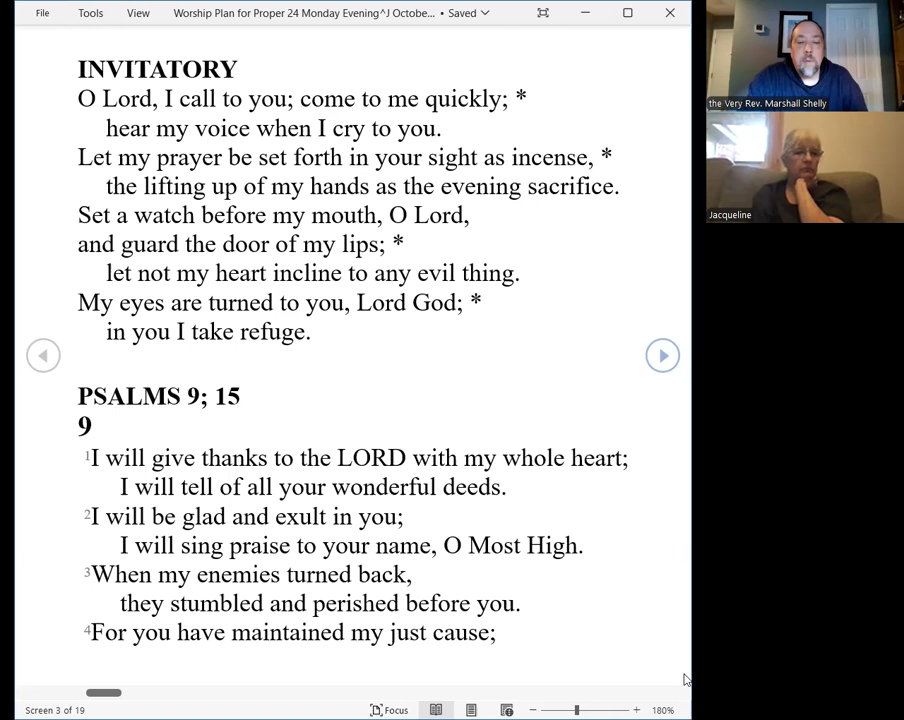 File Tools View Worship Plan for Proper 24 Monday Evening^J Octobe... • Saved
INVITATORY
O Lord, I call to you; come to me quickly; *
hear my voice when I cry to you.
Let my prayer be set forth in your sight as incense, *
the lifting up of my hands as the evening sacrifice.
Set a watch before my mouth, O Lord,
and guard the door of my lips; *
let not my heart incline to any evil thing.
My eyes are turned to you, Lord God; *
in you I take refuge.
PSALMS 9; 15
9
1I will give thanks to the LORD with my whole heart;
I will tell of all your wonderful deeds.
2I will be glad and exult in you;
I will sing praise to your name, O Most High.
3When my enemies turned back,
they stumbled and perished before you.
4For you have maintained my just cause;
Screen 3 of 19 Focus 180%
the Very Rev. Marshall Shelly
Jacqueline